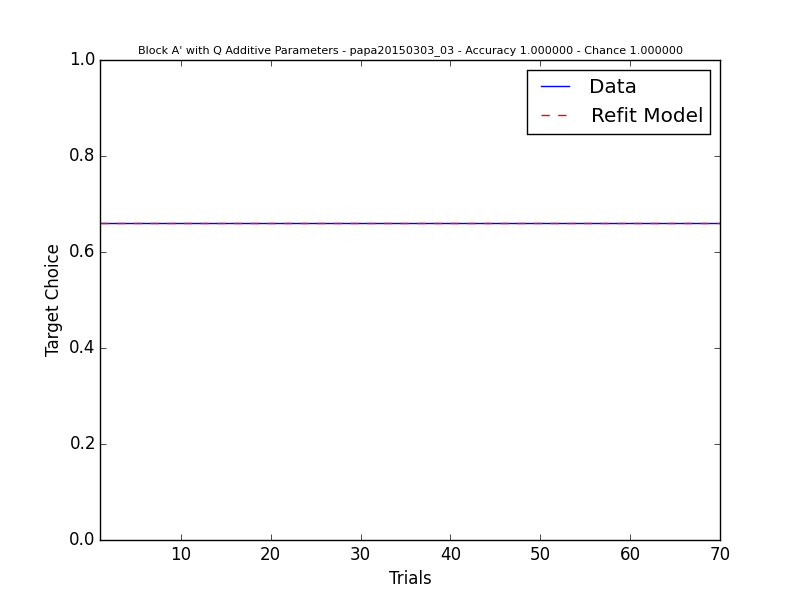 Block A' with Q Additive Parameters - papa20150303_03 - Accuracy 1.000000 - Chance 1.000000
1.0
Data
Refit Model
0.8
0.6
Target Choice
0.4
0.2
0.0
10 20 30 40 50 60 70
Trials